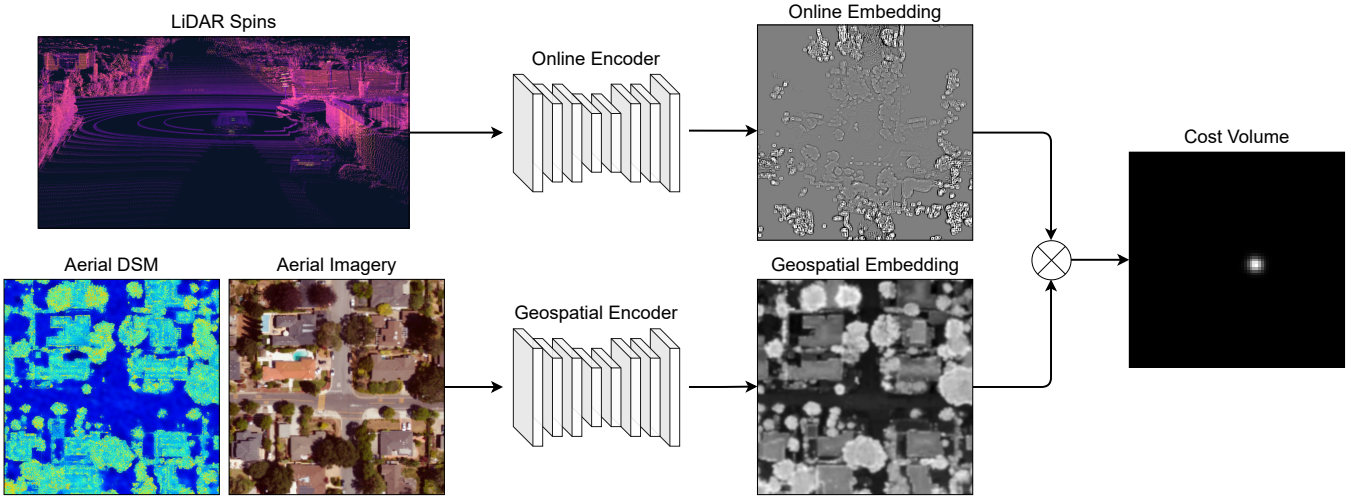 LiDAR Spins
Online Encoder
Online Embedding
Cost Volume
Aerial DSM
Aerial Imagery
Geospatial Encoder
Geospatial Embedding